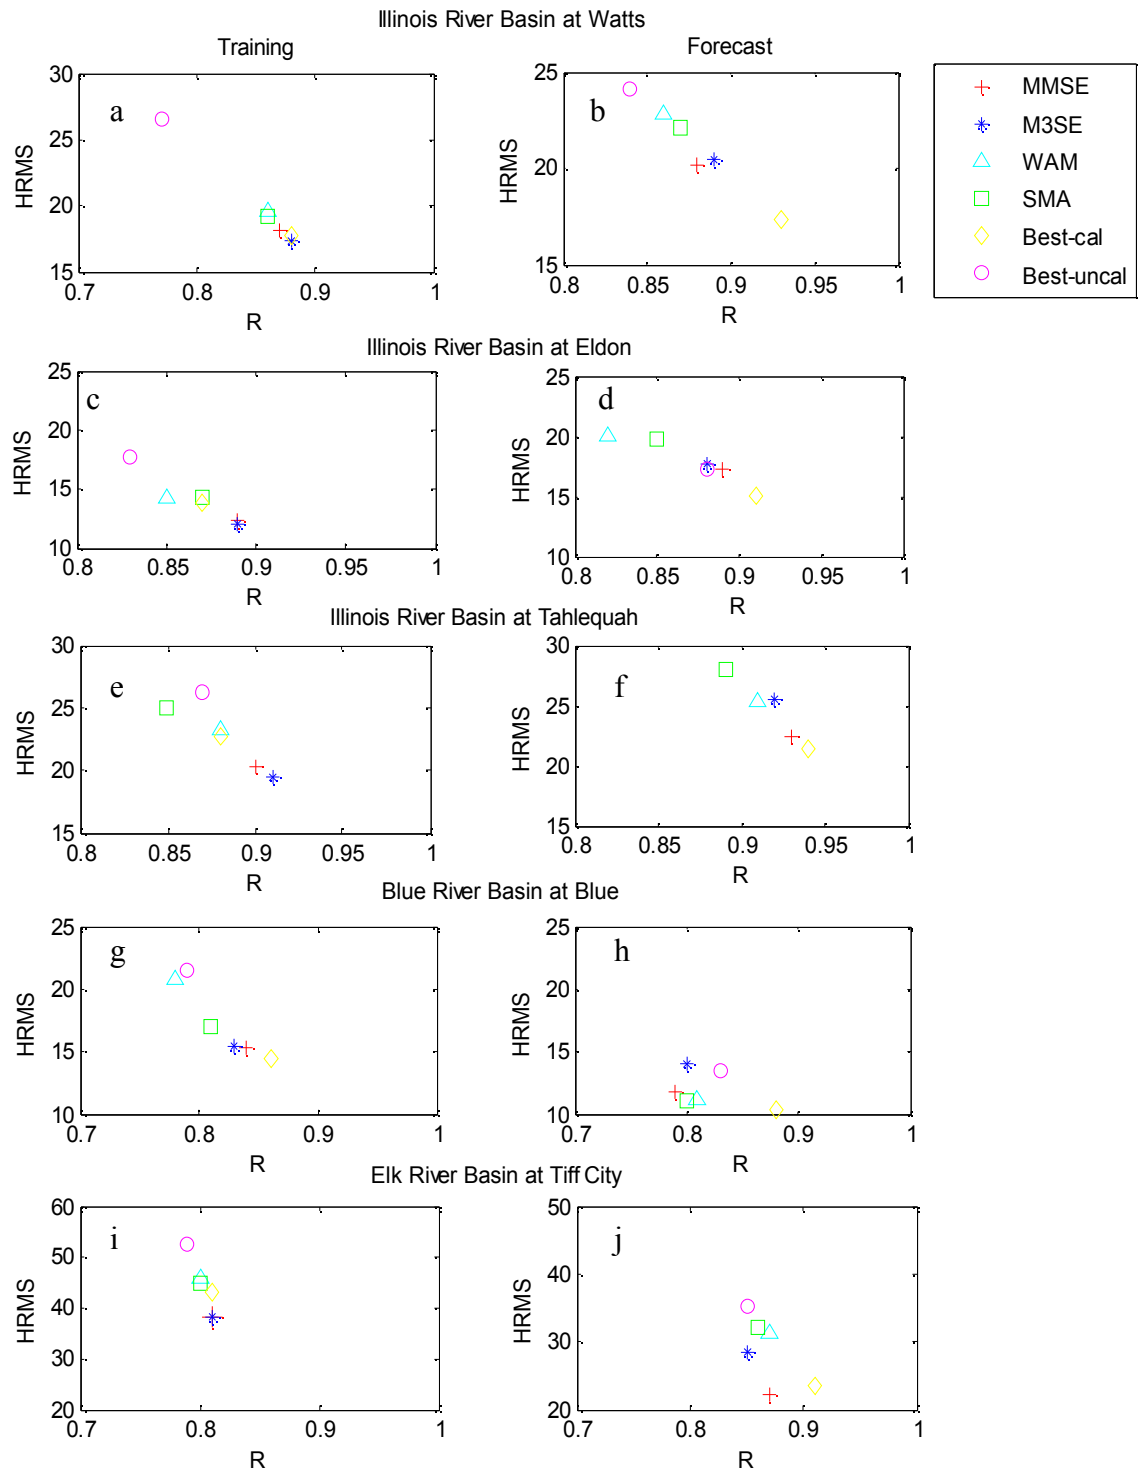 Illinois River Basin at Watts
Training
Forecast
30
25
20
15
0.7
0.8
0.9
1
HRMS
R
a
25
20
15
0.8
0.85
0.9
0.95
1
HRMS
R
b
MMSE
M3SE
WAM
SMA
Best-cal
Best-uncal
Illinois River Basin at Eldon
25
20
15
10
0.8
0.85
0.9
0.95
1
HRMS
R
c
25
20
15
10
0.8
0.85
0.9
0.95
1
HRMS
R
d
Illinois River Basin at Tahlequah
30
25
20
15
0.8
0.85
0.9
0.95
1
HRMS
R
e
30
25
20
15
0.8
0.85
0.9
0.95
1
HRMS
R
f
Blue River Basin at Blue
25
20
15
10
0.7
0.8
0.9
1
HRMS
R
g
25
20
15
10
0.7
0.8
0.9
1
HRMS
R
h
Elk River Basin at Tiff City
60
50
40
30
20
0.7
0.8
0.9
1
HRMS
R
i
50
40
30
20
0.7
0.8
0.9
1
HRMS
R
j